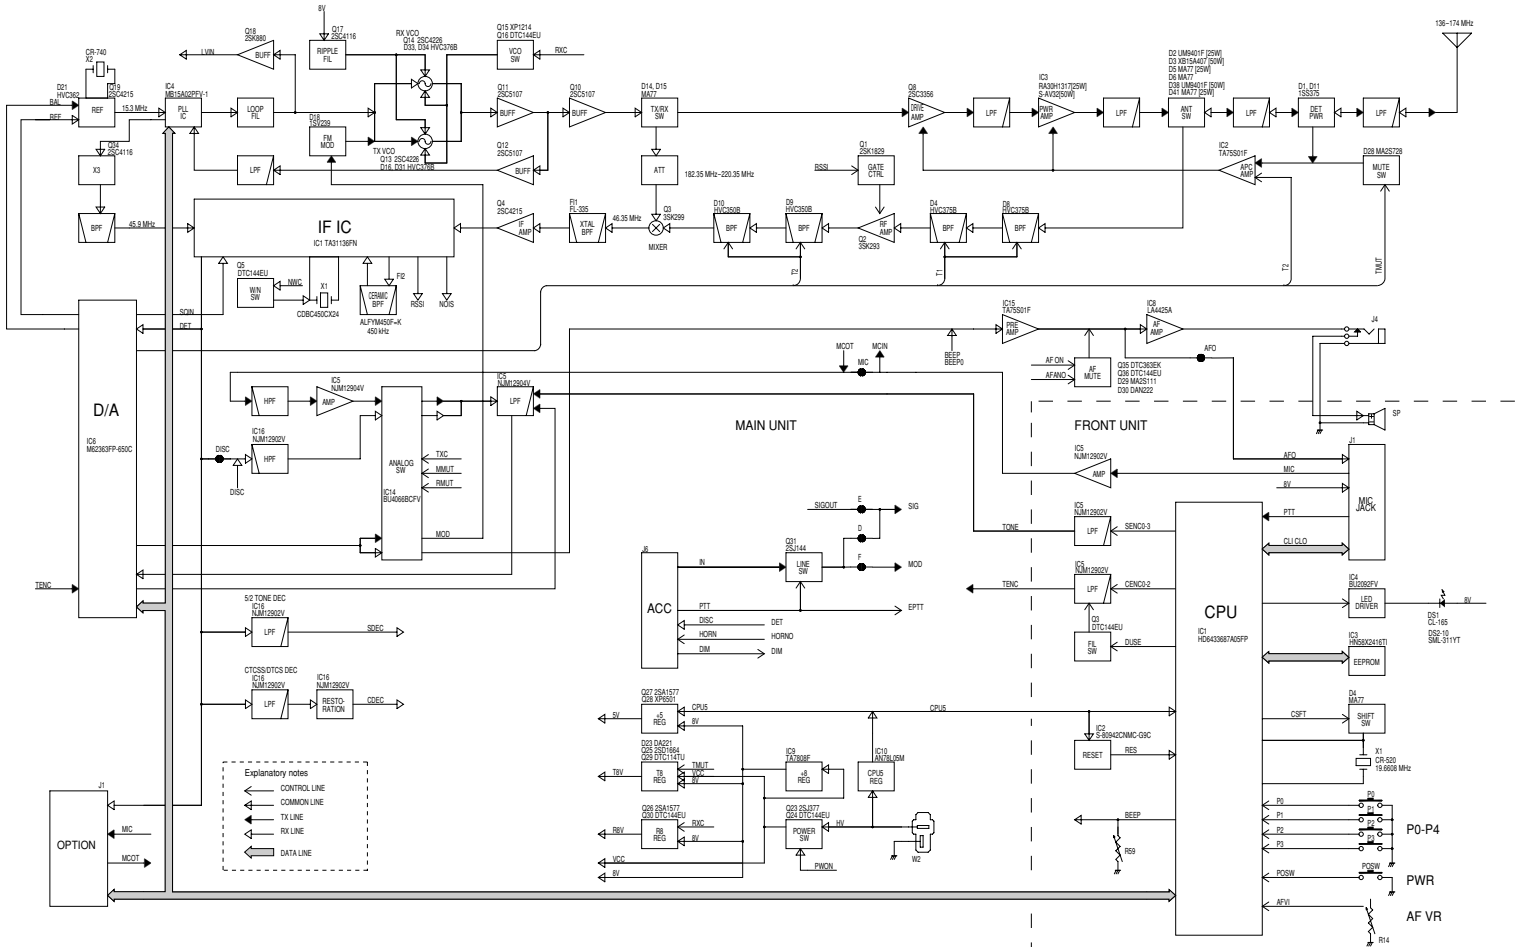 8V
136~174 MHz
Q17
2SC4116
RIPPLE
FIL
Q18
2SK880
BUFF
LVIN
RX VCO
Q14 2SC4226
D33, D34 HVC376B
Q15 XP1214
Q16 DTC144EU
VCO
SW
RXC
CR-740
X2
D21
HVC362
Q19
2SC4215
BAL
REF
REF
15.3 MHz
IC4
MB15A02PFV-1
PLL
IC
LOOP
FIL
D18
1SV239
FM
MOD
TX VCO
Q13 2SC4226
D16, D31 HVC376B
Q11
2SC5107
BUFF
Q10
2SC5107
BUFF
D14, D15
MA77
TX/RX
SW
Q8
2SC3356
DRIVE
AMP
LPF
IC3
RA30H1317[25W]
S-AV32[50W]
PWR
AMP
LPF
D2 UM9401F [25W]
D3 XB15A407 [50W]
D5 MA77 [25W]
D6 MA77
D38 UM9401F [50W]
D41 MA77 [25W]
ANT
SW
LPF
D1, D11
1SS375
DET
PWR
LPF
Q34
2SC4116
X3
LPF
Q12
2SC5107
BUFF
ATT
182.35 MHz~220.35 MHz
RSSI
Q1
2SK1829
GATE
CTRL
IC2
TA75S01F
APC
AMP
D28 MA2S728
MUTE
SW
BPF
45.9 MHz
IF IC
IC1 TA31136FN
Q4
2SC4215
IF
AMP
FI1
FL-335
XTAL
BPF
46.35 MHz
Q3
3SK299
MIXER
D10
HVC350B
BPF
D9
HVC350B
BPF
RF
AMP
Q2
3SK293
D4
HVC375B
BPF
D8
HVC375B
BPF
T2
T1
T2
TMUT
Q5
DTC144EU
W/N
SW
NWC
X1
CDBC450CX24
FI2
CERAMIC
BPF
ALFYM450F=K
450 kHz
RSSI
NOIS
SQIN
DET
D/A
IC6
M62363FP-650C
TENC
BEEP
BEEP0
IC15
TA75S01F
PRE
AMP
IC8
LA4425A
AF
AMP
J4
AF ON
AFANO
AF
MUTE
Q35 DTC363EK
Q36 DTC144EU
D29 MA2S111
D30 DAN222
AFO
MCOT
MCIN
MIC
HPF
IC5
NJM12904V
AMP
IC16
NJM12902V
HPF
DISC
DISC
ANALOG
SW
IC14
BU4066BCFV
TXC
MMUT
RMUT
MOD
IC5
NJM12904V
LPF
MAIN UNIT
FRONT UNIT
SP
IC5
NJM12902V
AMP
J1
MIC
JACK
AFO
MIC
8V
PTT
CLI CLO
TONE
IC5
NJM12902V
LPF
SENC0-3
TENC
IC5
NJM12902V
LPF
CENC0-2
Q3
DTC144EU
FIL
SW
DUSE
CPU
IC1
HD6433687A05FP
IC4
BU2092FV
LED
DRIVER
8V
DS1
CL-165
DS2-10
SML-311YT
IC3
HN58X2416TI
EEPROM
SIGOUT
E
SIG
D
F
MOD
Q31
2SJ144
LINE
SW
J6
ACC
IN
PTT
EPTT
DISC
DET
HORN
HORNO
DIM
DIM
5/2 TONE DEC
IC16
NJM12902V
LPF
SDEC
CTCSS/DTCS DEC
IC16
NJM12902V
LPF
IC16
NJM12902V
RESTO-
RATION
CDEC
Q27 2SA1577
Q28 XP6501
+5
REG
5V
CPU5
8V
CPU5
D23 DA221
Q25 2SD1664
Q29 DTC114TU
T8
REG
T8V
TMUT
VCC
8V
IC9
TA7808F
+8
REG
IC10
AN78L05M
CPU5
REG
Q26 2SA1577
Q30 DTC144EU
R8
REG
R8V
RXC
8V
Q23 2SJ377
Q24 DTC144EU
POWER
SW
HV
W2
PWON
VCC
8V
IC2
S-80942CNMC-G9C
RESET
RES
D4
MA77
SHIFT
SW
CSFT
X1
CR-520
19.6608 MHz
BEEP
R59
P0
P1
P2
P3
P0
P1
P2
P3
P0-P4
POSW
POSW
PWR
AFVI
AF VR
R14
Explanatory notes
CONTROL LINE
COMMON LINE
TX LINE
RX LINE
DATA LINE
J1
OPTION
MIC
MCOT